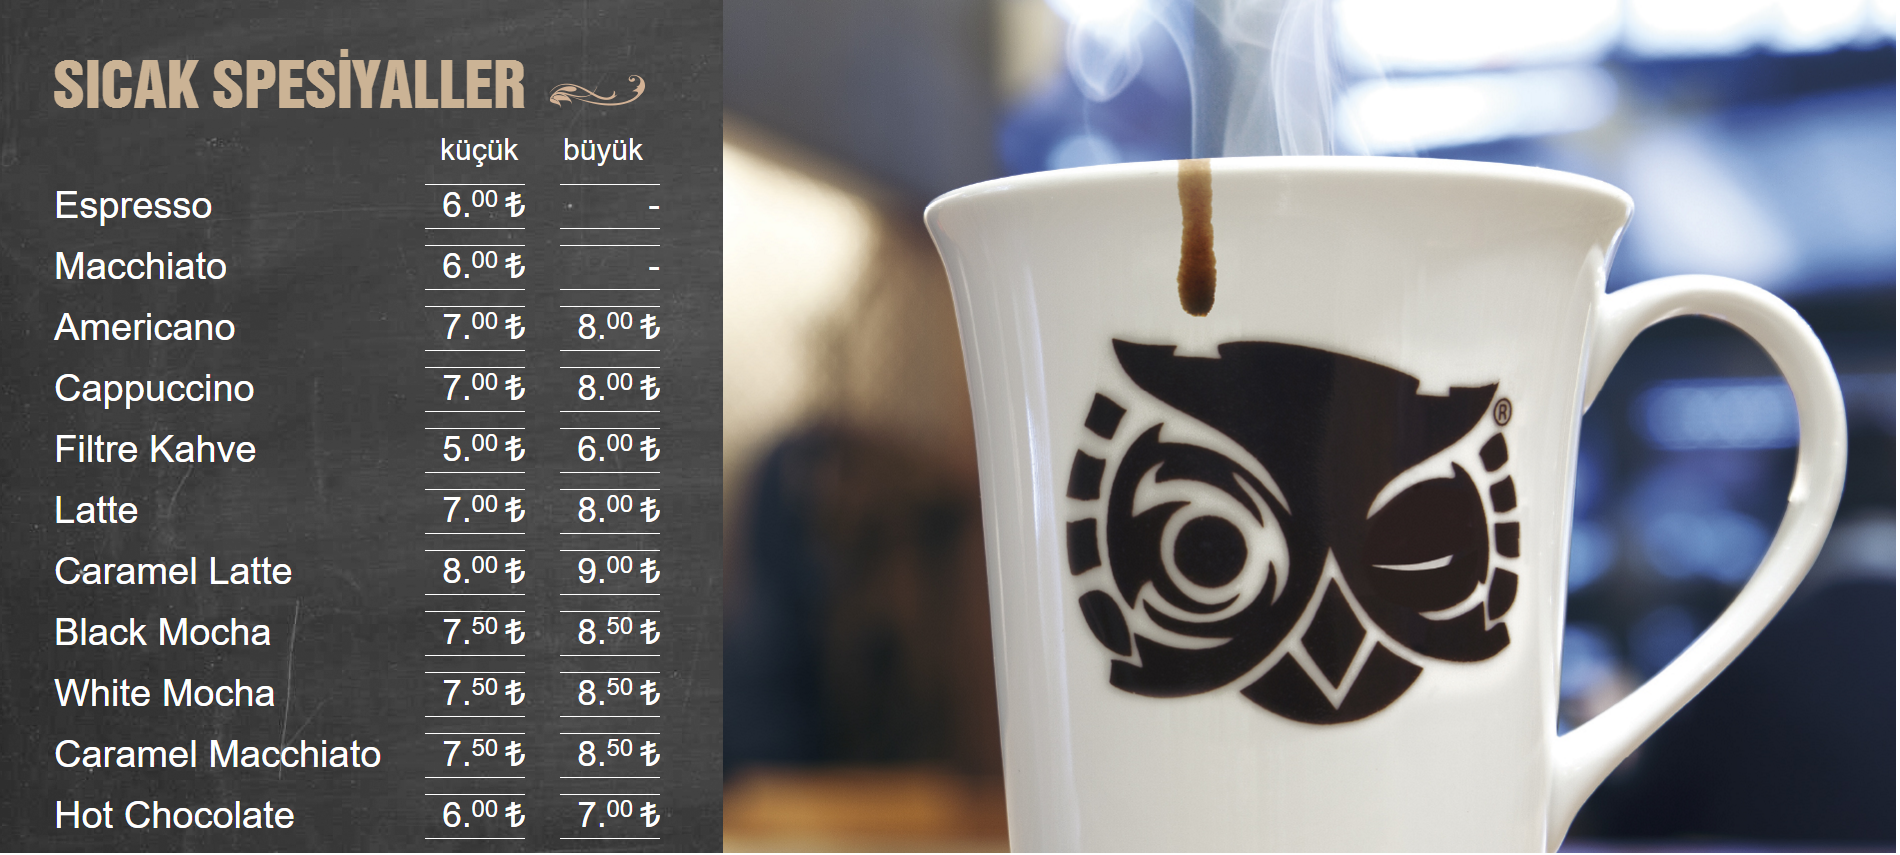 SICAK SPESİYALLER
küçük büyük
Espresso 6.00 ₺ -
Macchiato 6.00 ₺ -
Americano 7.00 ₺ 8.00 ₺
Cappuccino 7.00 ₺ 8.00 ₺
Filtre Kahve 5.00 ₺ 6.00 ₺
Latte 7.00 ₺ 8.00 ₺
Caramel Latte 8.00 ₺ 9.00 ₺
Black Mocha 7.50 ₺ 8.50 ₺
White Mocha 7.50 ₺ 8.50 ₺
Caramel Macchiato 7.50 ₺ 8.50 ₺
Hot Chocolate 6.00 ₺ 7.00 ₺
®